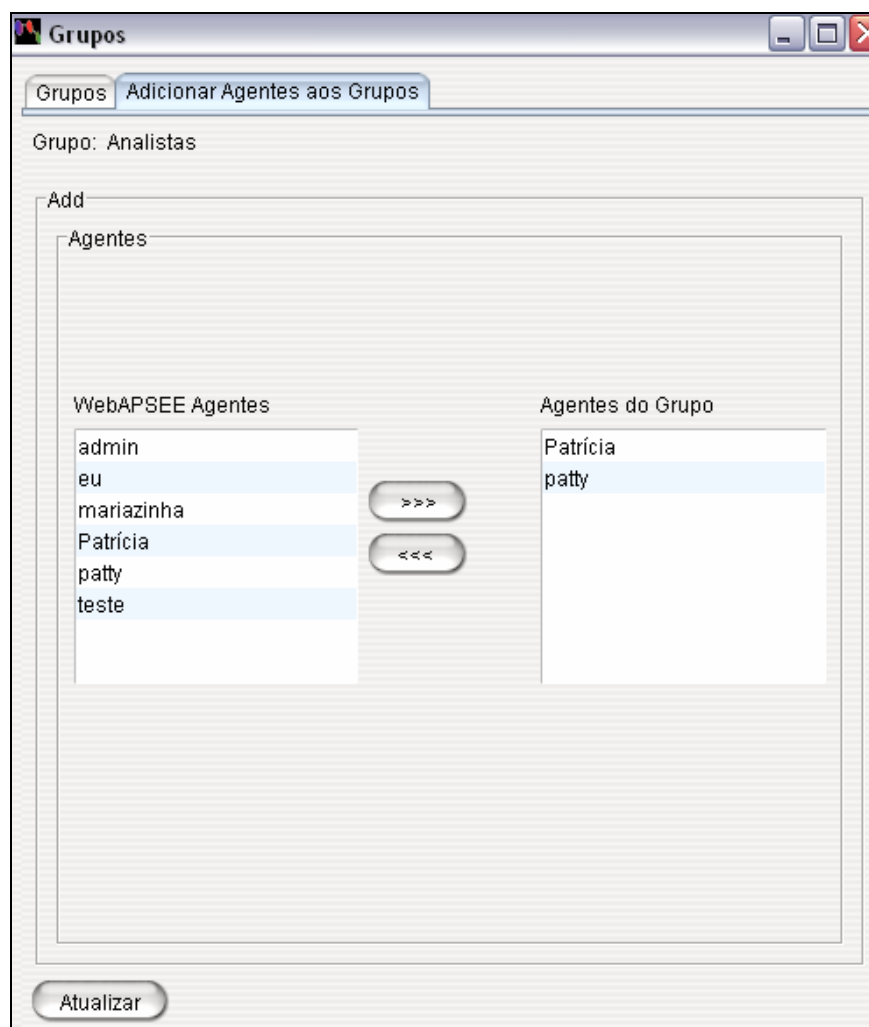 Grupos
Grupos
Adicionar Agentes aos Grupos
Grupo: Analistas
Add
Agentes
WebAPSEE Agentes
admin
eu
mariazinha
Patrícia
patty
teste
>>>
<<<
Agentes do Grupo
Patrícia
patty
Atualizar